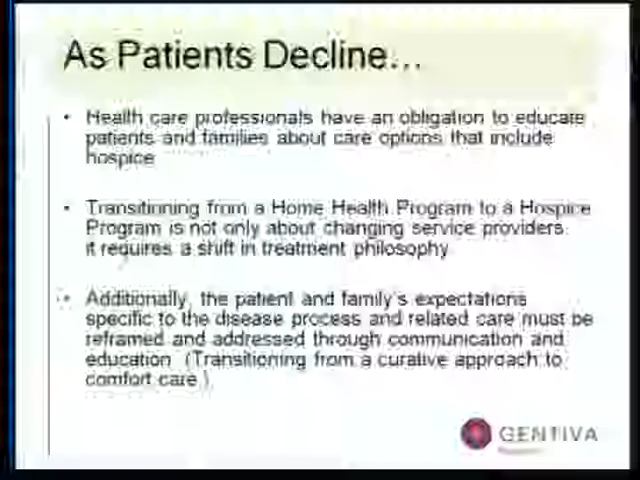 As Patients Decline...
• Health care professionals have an obligation to educate
patients and families about care options that include
hospice
• Transitioning from a Home Health Program to a Hospice
Program is not only about changing service providers
it requires a shift in treatment philosophy
• Additionally, the patient and family's expectations
specific to the disease process and related care must be
reframed and addressed through communication and
education (Transitioning from a curative approach to
comfort care )
GENTIVA